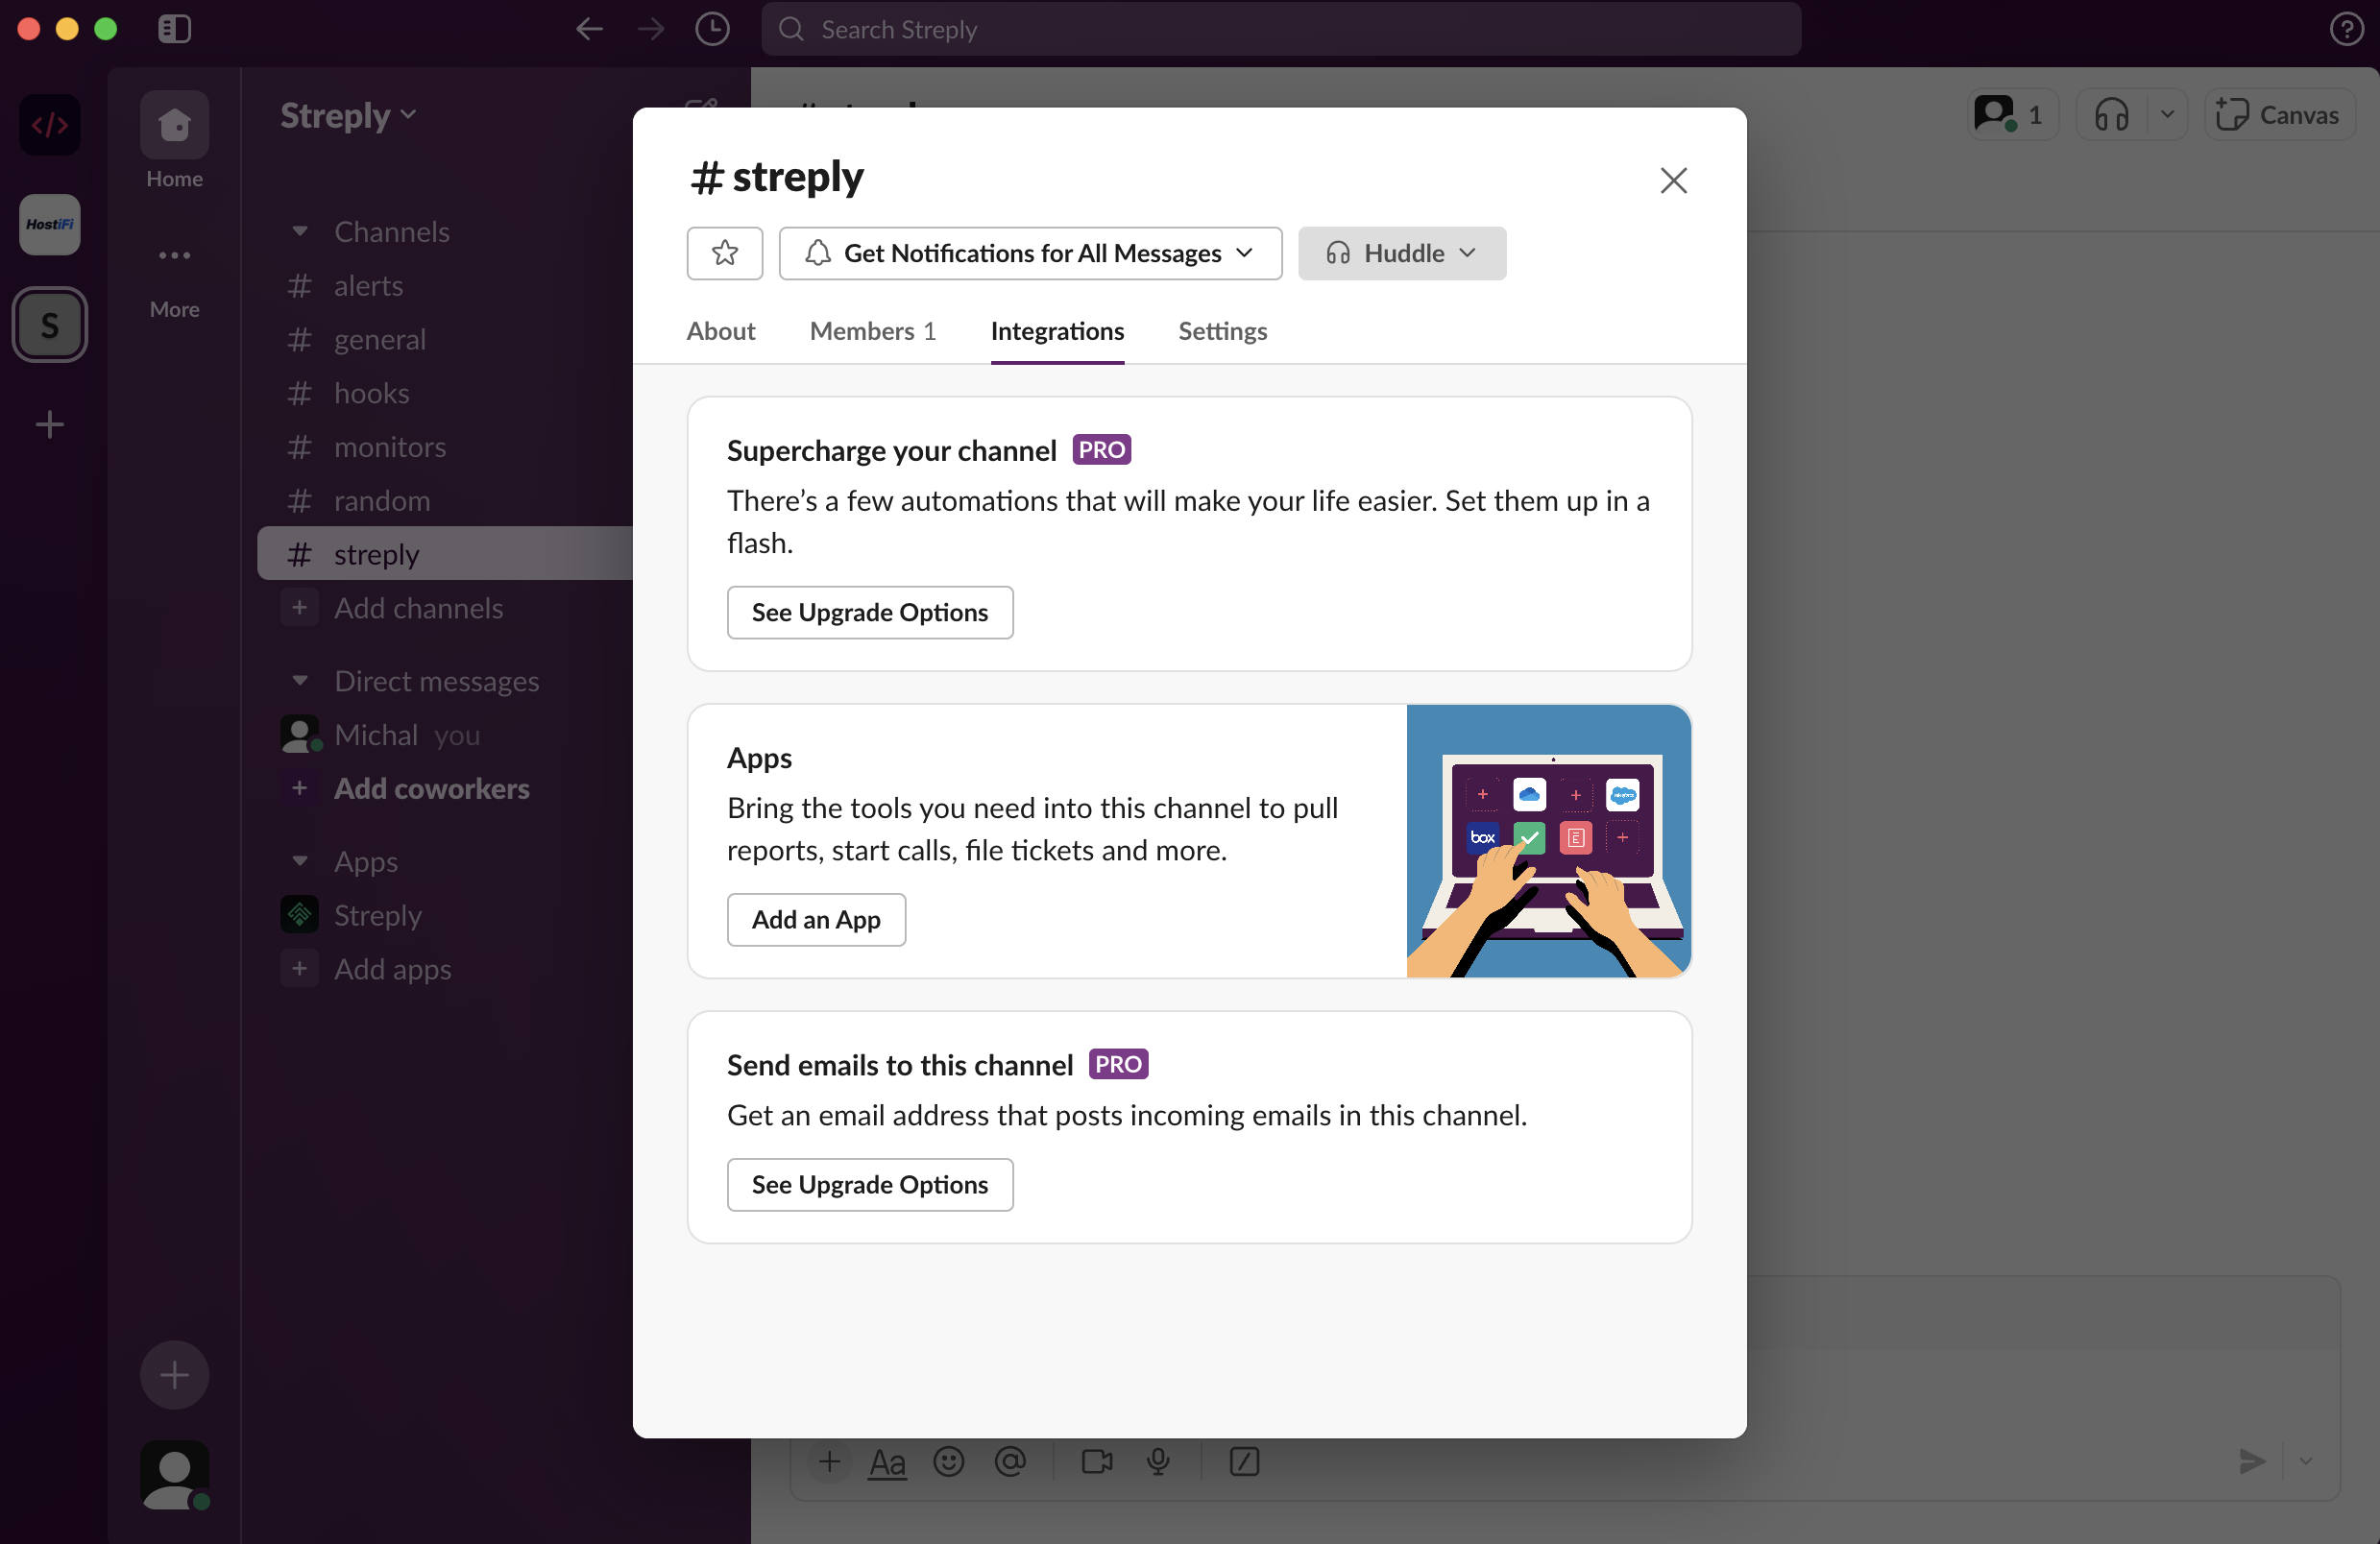 Search Streply
HostiFi
S
Home
More
Streply
Channels
alerts
general
hooks
monitors
random
streply
Add channels
Direct messages
Michal you
Add coworkers
Apps
Streply
Add apps
1
Canvas
# streply
Get Notifications for All Messages
Huddle
About
Members 1
Integrations
Settings
Supercharge your channel PRO
There’s a few automations that will make your life easier. Set them up in a
flash.
See Upgrade Options
Apps
Bring the tools you need into this channel to pull
reports, start calls, file tickets and more.
Add an App
box
E
Send emails to this channel PRO
Get an email address that posts incoming emails in this channel.
See Upgrade Options
Aa